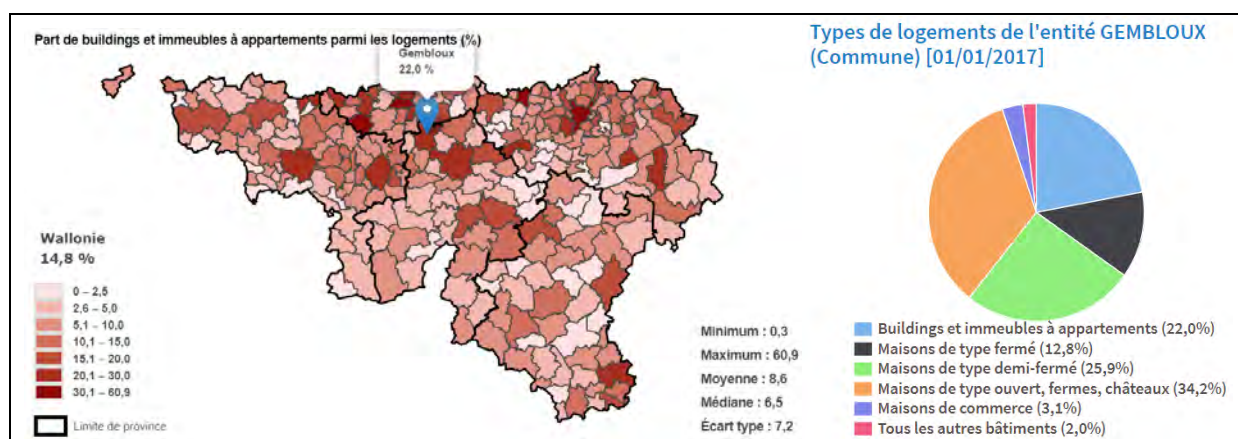 Part de buildings et immeubles à appartements parmi les logements (%)
Gembloux
22,0 %
Wallonie
14,8 %
0 – 2,5
2,6 – 5,0
5,1 – 10,0
10,1 – 15,0
15,1 – 20,0
20,1 – 30,0
30,1 – 60,9
Limite de province
Minimum : 0,3
Maximum : 60,9
Moyenne : 8,6
Médiane : 6,5
Écart type : 7,2
Types de logements de l'entité GEMBLOUX
(Commune) [01/01/2017]
Buildings et immeubles à appartements (22,0%)
Maisons de type fermé (12,8%)
Maisons de type demi-fermé (25,9%)
Maisons de type ouvert, fermes, châteaux (34,2%)
Maisons de commerce (3,1%)
Tous les autres bâtiments (2,0%)